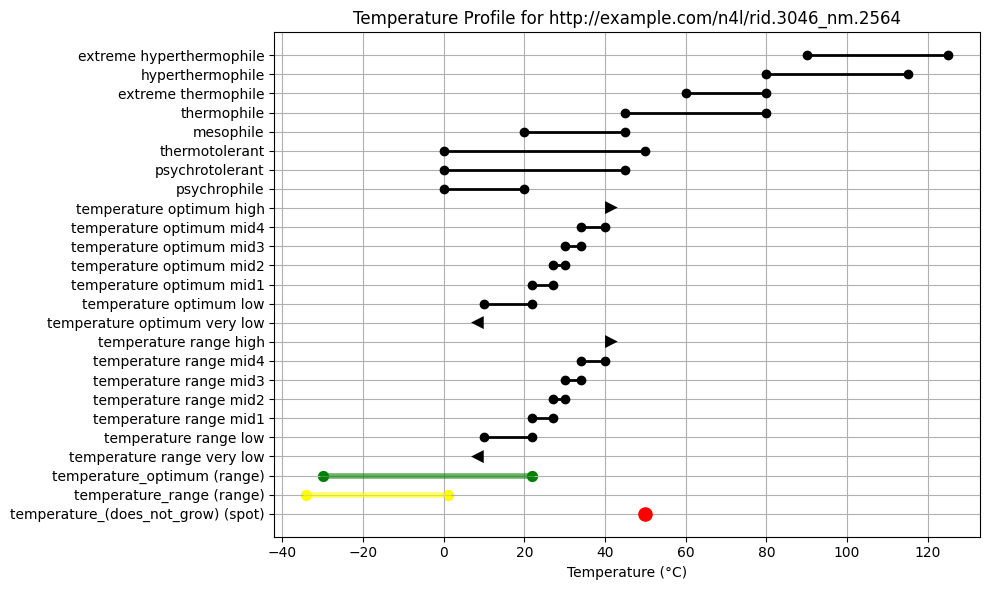 Temperature Profile for http://example.com/n4l/rid.3046_nm.2564
extreme hyperthermophile
hyperthermophile
extreme thermophile
thermophile
mesophile
thermotolerant
psychrotolerant
psychrophile
temperature optimum high
temperature optimum mid4
temperature optimum mid3
temperature optimum mid2
temperature optimum mid1
temperature optimum low
temperature optimum very low
temperature range high
temperature range mid4
temperature range mid3
temperature range mid2
temperature range mid1
temperature range low
temperature range very low
temperature_optimum (range)
temperature_range (range)
temperature_(does_not_grow) (spot)
−40 −20 0 20 40 60 80 100 120
Temperature (°C)